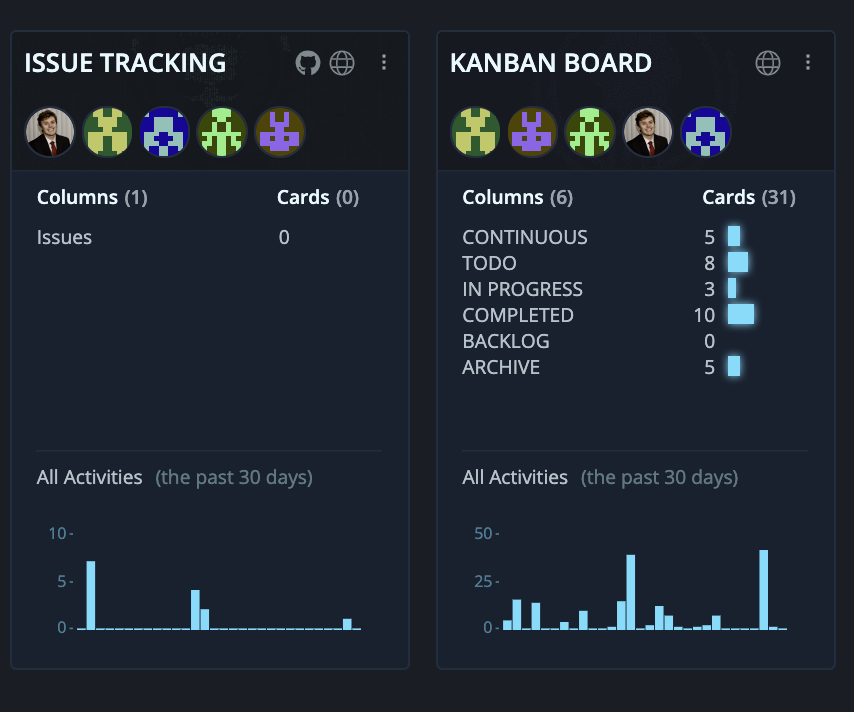 ISSUE TRACKING
Columns (1) Cards (0)
Issues 0
All Activities (the past 30 days)
10
5
0
KANBAN BOARD
Columns (6) Cards (31)
CONTINUOUS 5
TODO 8
IN PROGRESS 3
COMPLETED 10
BACKLOG 0
ARCHIVE 5
All Activities (the past 30 days)
50
25
0